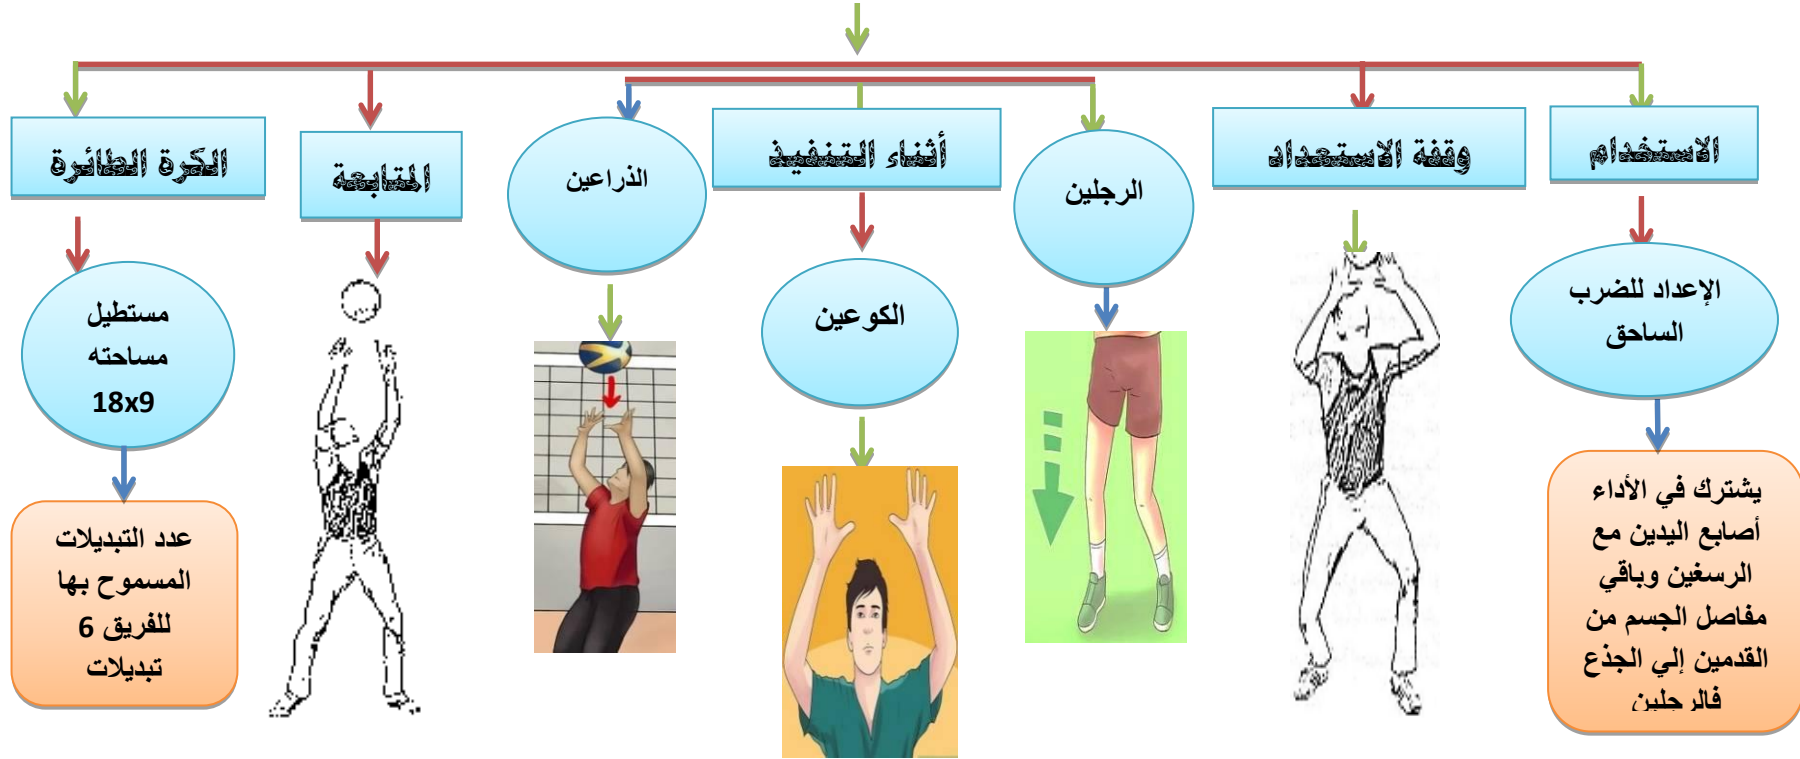 الاستخدام
الإعداد للضرب
الساحق
يشترك في الأداء
أصابع اليدين مع
الرسغين وباقي
مفاصل الجسم من
القدمين إلي الجذع
فالرجلين
وقفة الاستعداد
الرجلين
أثناء التنفيذ
الكوعين
الذراعين
المتابعة
الكرة الطائرة
مستطيل
مساحته
18x9
عدد التبديلات
المسموح بها
للفريق 6
تبديلات